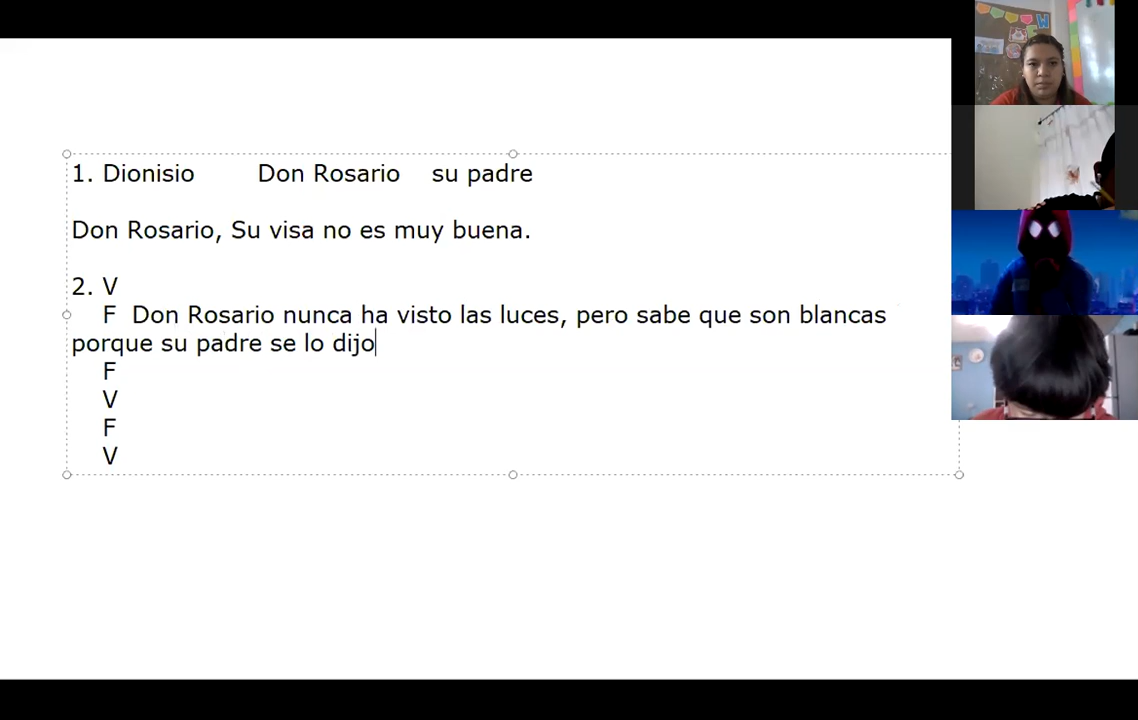 1. Dionisio Don Rosario su padre
Don Rosario, Su visa no es muy buena.
2. V
F Don Rosario nunca ha visto las luces, pero sabe que son blancas
porque su padre se lo dijo
F
V
F
V